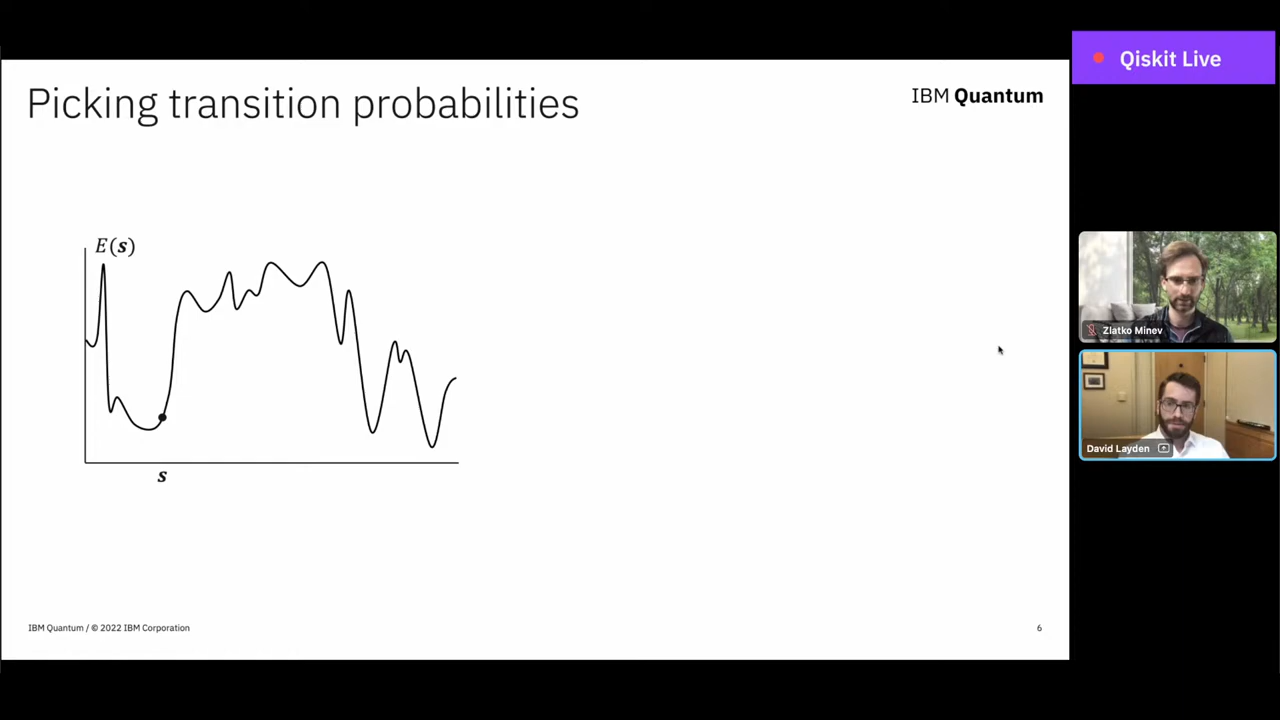 Picking transition probabilities
IBM Quantum
Qiskit Live
E(s)
s
Zlatko Minev
David Layden
IBM Quantum / © 2022 IBM Corporation
6